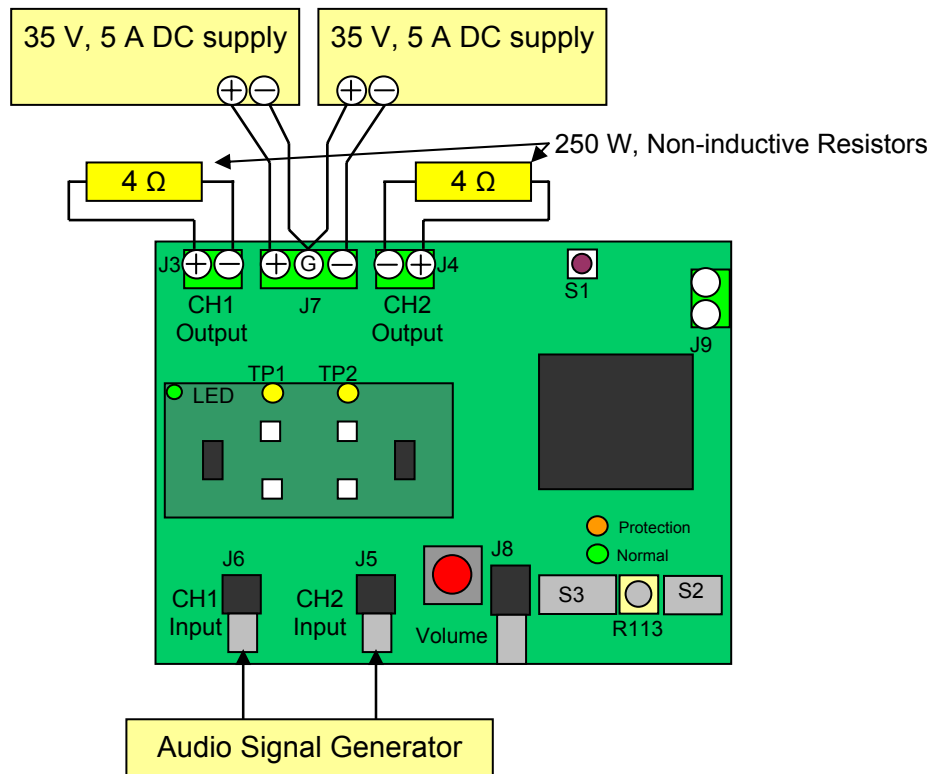 35 V, 5 A DC supply
35 V, 5 A DC supply
+ −
+ −
250 W, Non-inductive Resistors
4 Ω
4 Ω
J3
+ −
+ G −
− +
J4
CH1
Output
J7
CH2
Output
S1
J9
LED
TP1
TP2
Protection
Normal
J6
CH1
Input
J5
CH2
Input
Volume
J8
S3
R113
S2
Audio Signal Generator